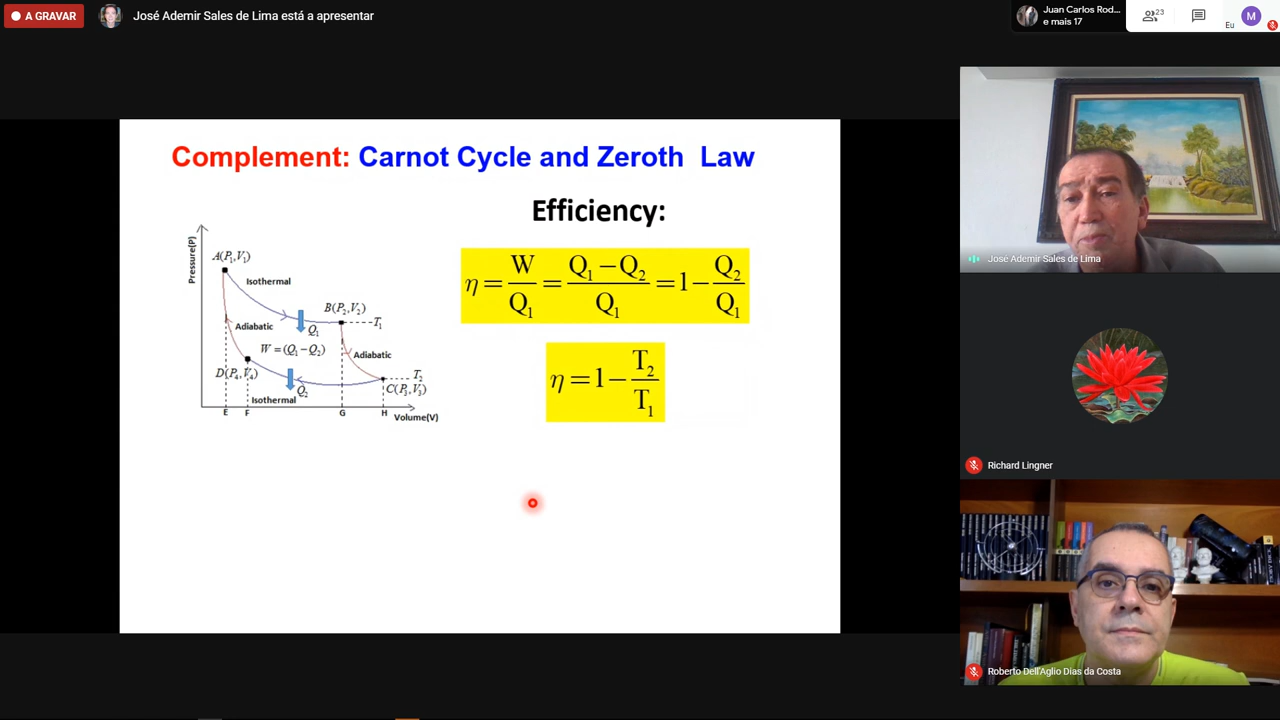 A GRAVAR
José Ademir Sales de Lima está a apresentar
Juan Carlos Rod...
e mais 17
23
Eu
M
Complement: Carnot Cycle and Zeroth Law
Efficiency:
Pressure(P)
A(P₁,V₁)
Isothermal
B(P₂,V₂)
T₁
Q₁
Adiabatic
W = (Q₁−Q₂)
Adiabatic
D(P₄,V₄)
T₂
Q₂
C(P₃,V₃)
Isothermal
E F G H
Volume(V)
η = W/Q₁ = (Q₁ − Q₂)/Q₁ = 1 − Q₂/Q₁
η = 1 − T₂/T₁
José Ademir Sales de Lima
Richard Lingner
Roberto Dell'Aglio Dias da Costa